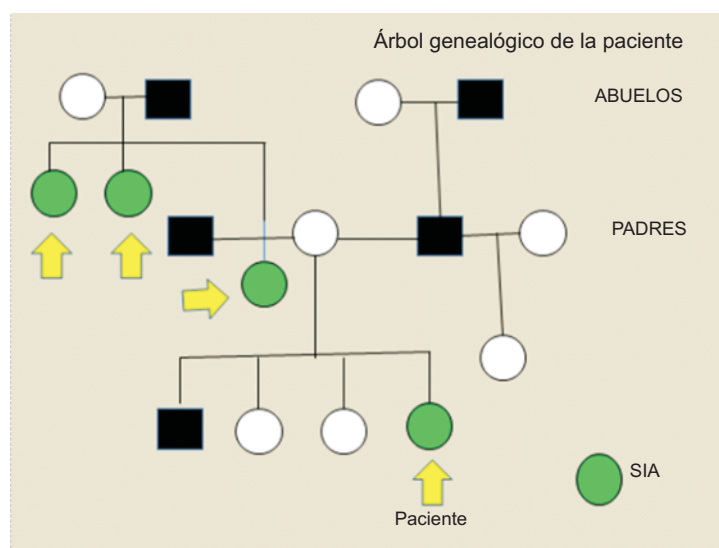 Árbol genealógico de la paciente
ABUELOS
PADRES
SIA
Paciente